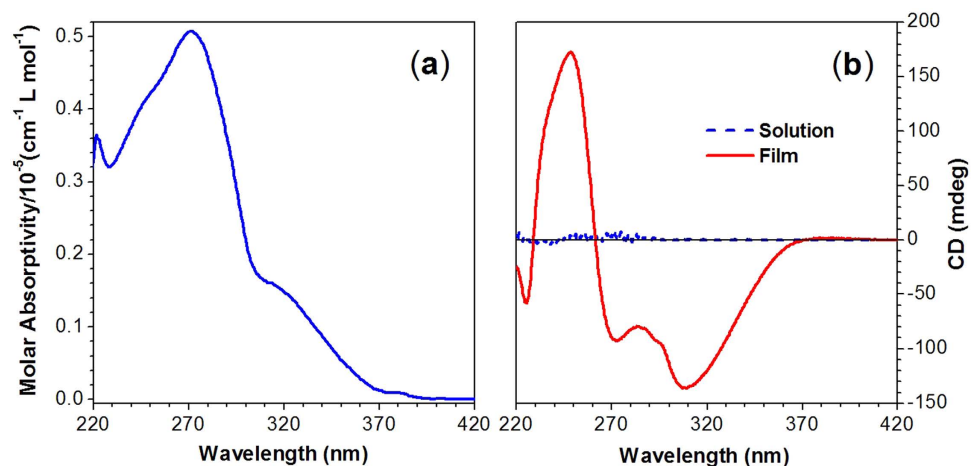 (a)
0.5
0.4
0.3
0.2
0.1
0.0
Molar Absorptivity/10⁻⁵(cm⁻¹ L mol⁻¹)
220 270 320 370 420
Wavelength (nm)
(b)
Solution
Film
200
150
100
50
0
-50
-100
-150
CD (mdeg)
220 270 320 370 420
Wavelength (nm)